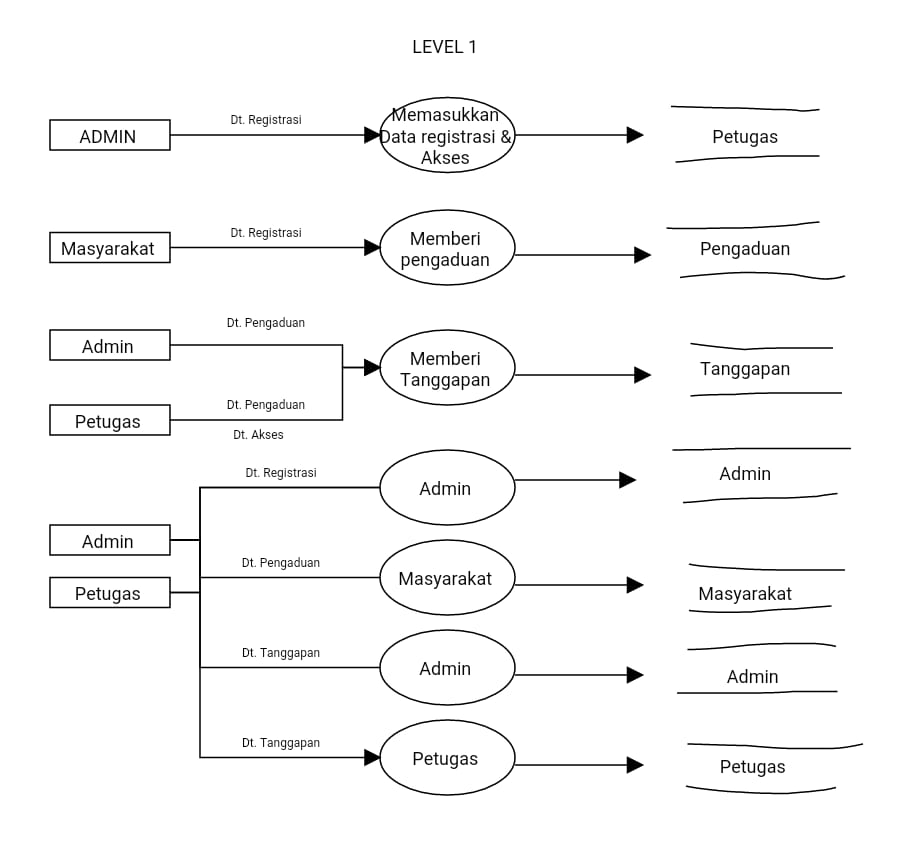 LEVEL 1
ADMIN
Dt. Registrasi
Memasukkan
Data registrasi &
Akses
Petugas
Masyarakat
Dt. Registrasi
Memberi
pengaduan
Pengaduan
Admin
Dt. Pengaduan
Petugas
Dt. Pengaduan
Dt. Akses
Memberi
Tanggapan
Tanggapan
Admin
Petugas
Dt. Registrasi
Admin
Admin
Dt. Pengaduan
Masyarakat
Masyarakat
Dt. Tanggapan
Admin
Admin
Dt. Tanggapan
Petugas
Petugas